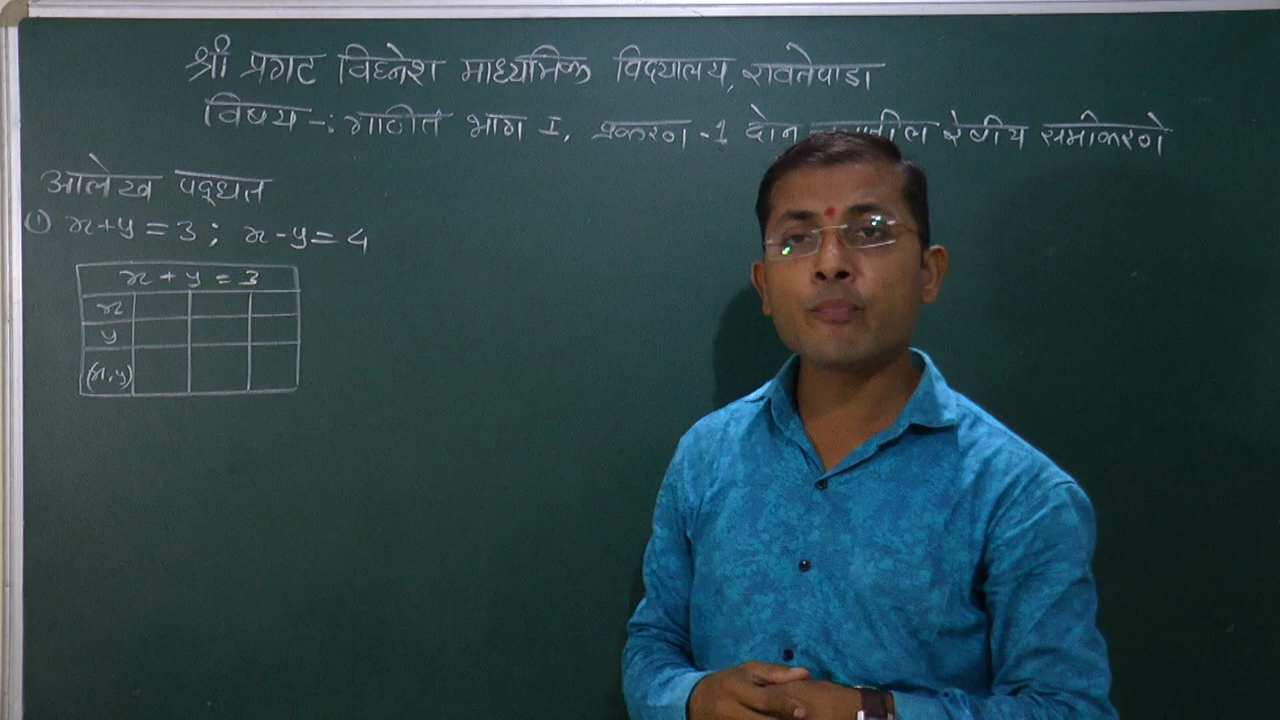 श्री प्रगट विघ्नेश माध्यमिक विद्यालय, रावतेपाडा
विषय -: गणित भाग I, प्रकरण -1 दोन रेषीय समीकरणे
आलेख पद्धत
① x+y=3; x-y=4
x + y = 3
x
y
(x,y)